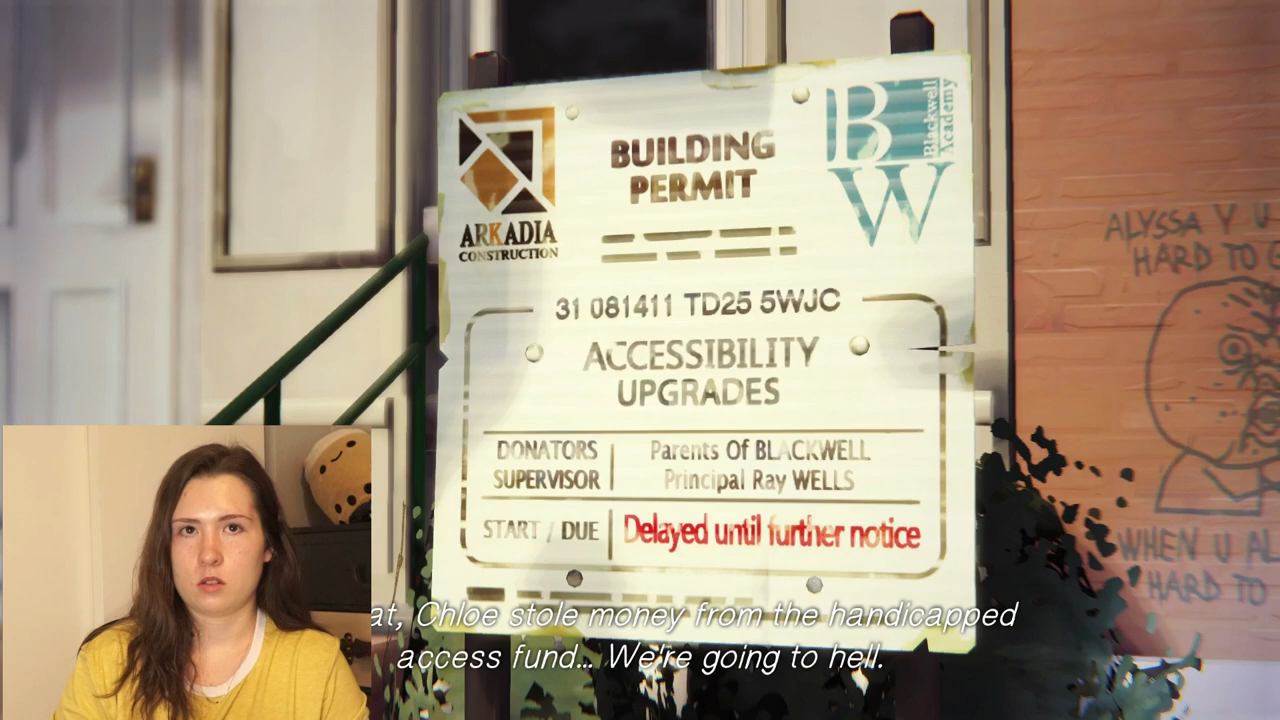 BUILDING
PERMIT
ARKADIA
CONSTRUCTION
BW
Blackwell
Academy
31 081411 TD25 5WJC
ACCESSIBILITY
UPGRADES
DONATORS Parents Of BLACKWELL
SUPERVISOR Principal Ray WELLS
START / DUE Delayed until further notice
ALYSSA Y U
HARD TO
WHEN U
HARD TO
Chloe stole money from the handicapped
access fund... We're going to hell.